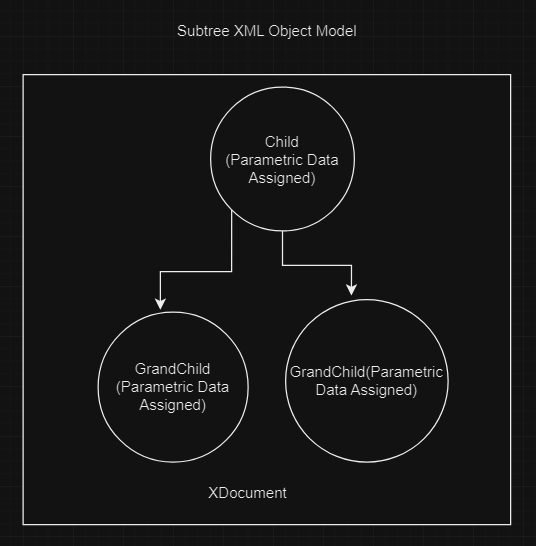 Subtree XML Object Model
Child
(Parametric Data
Assigned)
GrandChild
(Parametric Data
Assigned)
GrandChild(Parametric
Data Assigned)
XDocument